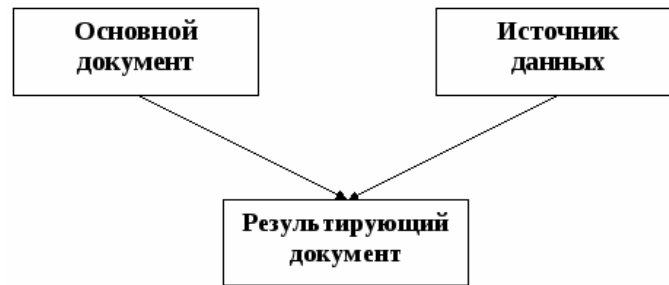 Основной
документ
Источник
данных
Результирующий
документ